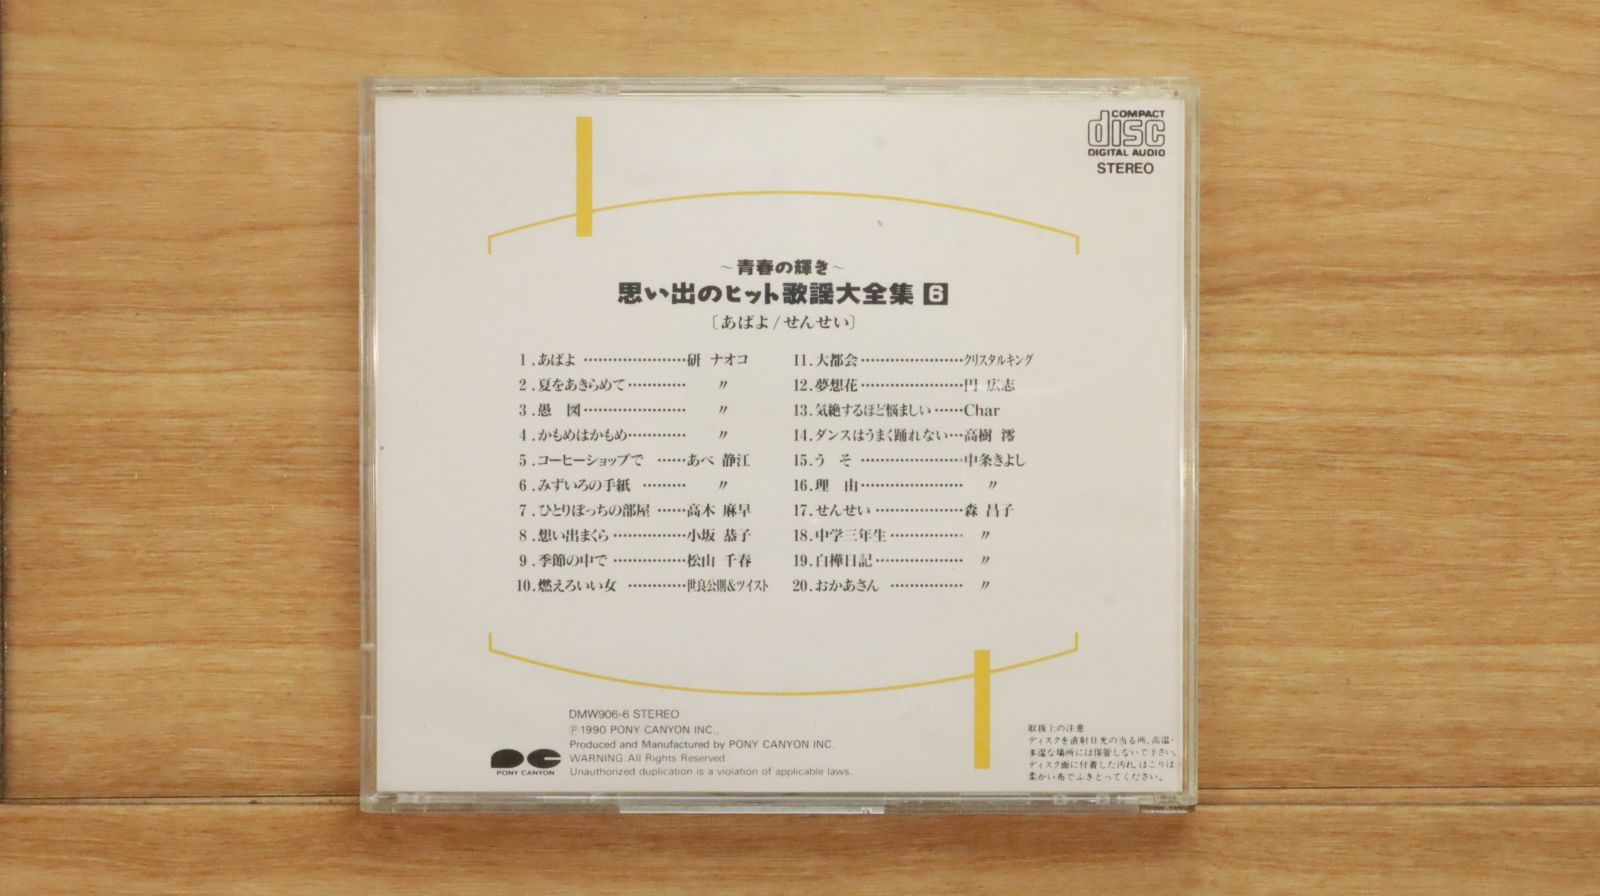 COMPACT
disc
DIGITAL AUDIO
STEREO
～青春の輝き～
思い出のヒット歌謡大全集 6
〔あばよ/せんせい〕
1.あばよ…………………研 ナオコ
2.夏をあきらめて…………〃
3.愚 図…………………〃
4.かもめはかもめ…………〃
5.コーヒーショップで ……あべ 静江
6.みずいろの手紙 ………〃
7.ひとりぼっちの部屋 ……高木 麻早
8.想い出まくら……………小坂 恭子
9.季節の中で………………松山 千春
10.燃えろいい女 …………世良公則&ツイスト
11.大都会…………………クリスタルキング
12.夢想花…………………円 広志
13.気絶するほど悩ましい……Char
14.ダンスはうまく踊れない…高樹 澪
15.う そ …………………中条きよし
16.理 由…………………〃
17.せんせい ………………森 昌子
18.中学三年生……………〃
19.白樺日記………………〃
20.おかあさん ……………〃
DMW906-6 STEREO
Ⓟ1990 PONY CANYON INC.,
Produced and Manufactured by PONY CANYON INC.
WARNING: All Rights Reserved.
Unauthorized duplication is a violation of applicable laws.
PONY CANYON
取扱上の注意
ディスクを直射日光の当る所、高温・
多湿な場所には保管しないで下さい。
ディスク面に付着した汚れ、ほこりは
柔かい布でふきとってください。